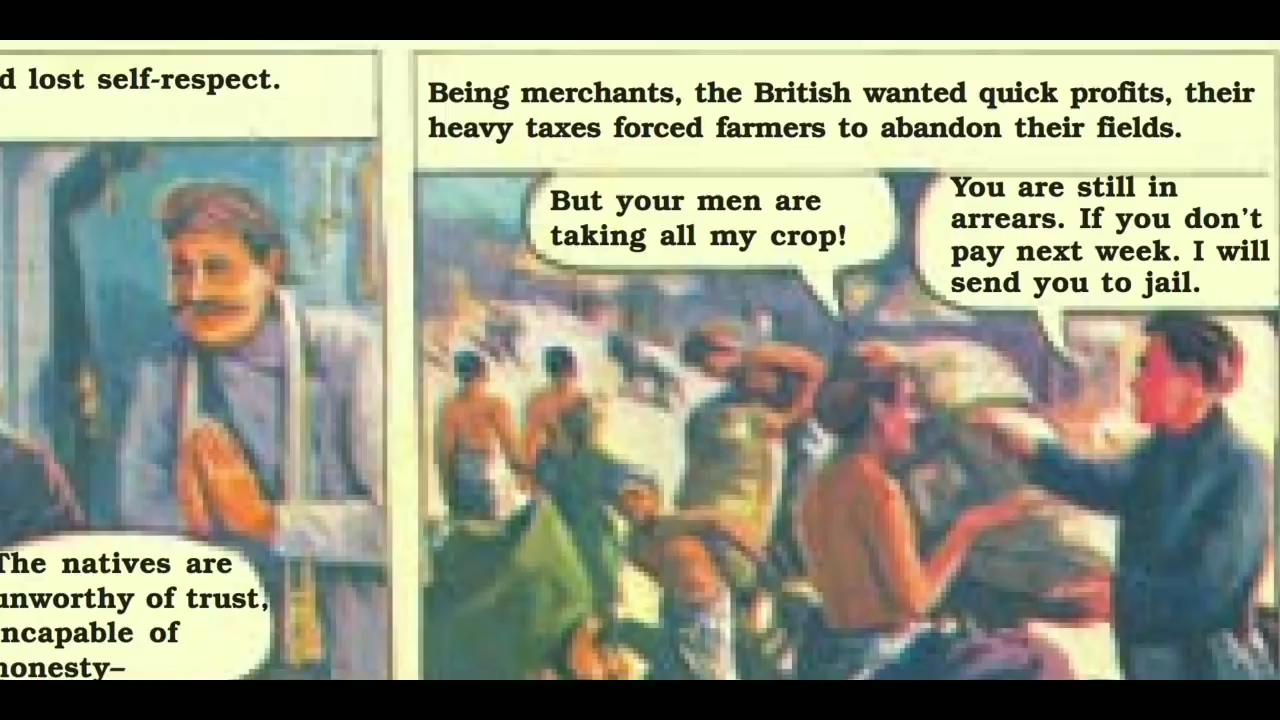 d lost self-respect.
The natives are
unworthy of trust,
ncapable of
honesty–
Being merchants, the British wanted quick profits, their
heavy taxes forced farmers to abandon their fields.
But your men are
taking all my crop!
You are still in
arrears. If you don't
pay next week. I will
send you to jail.